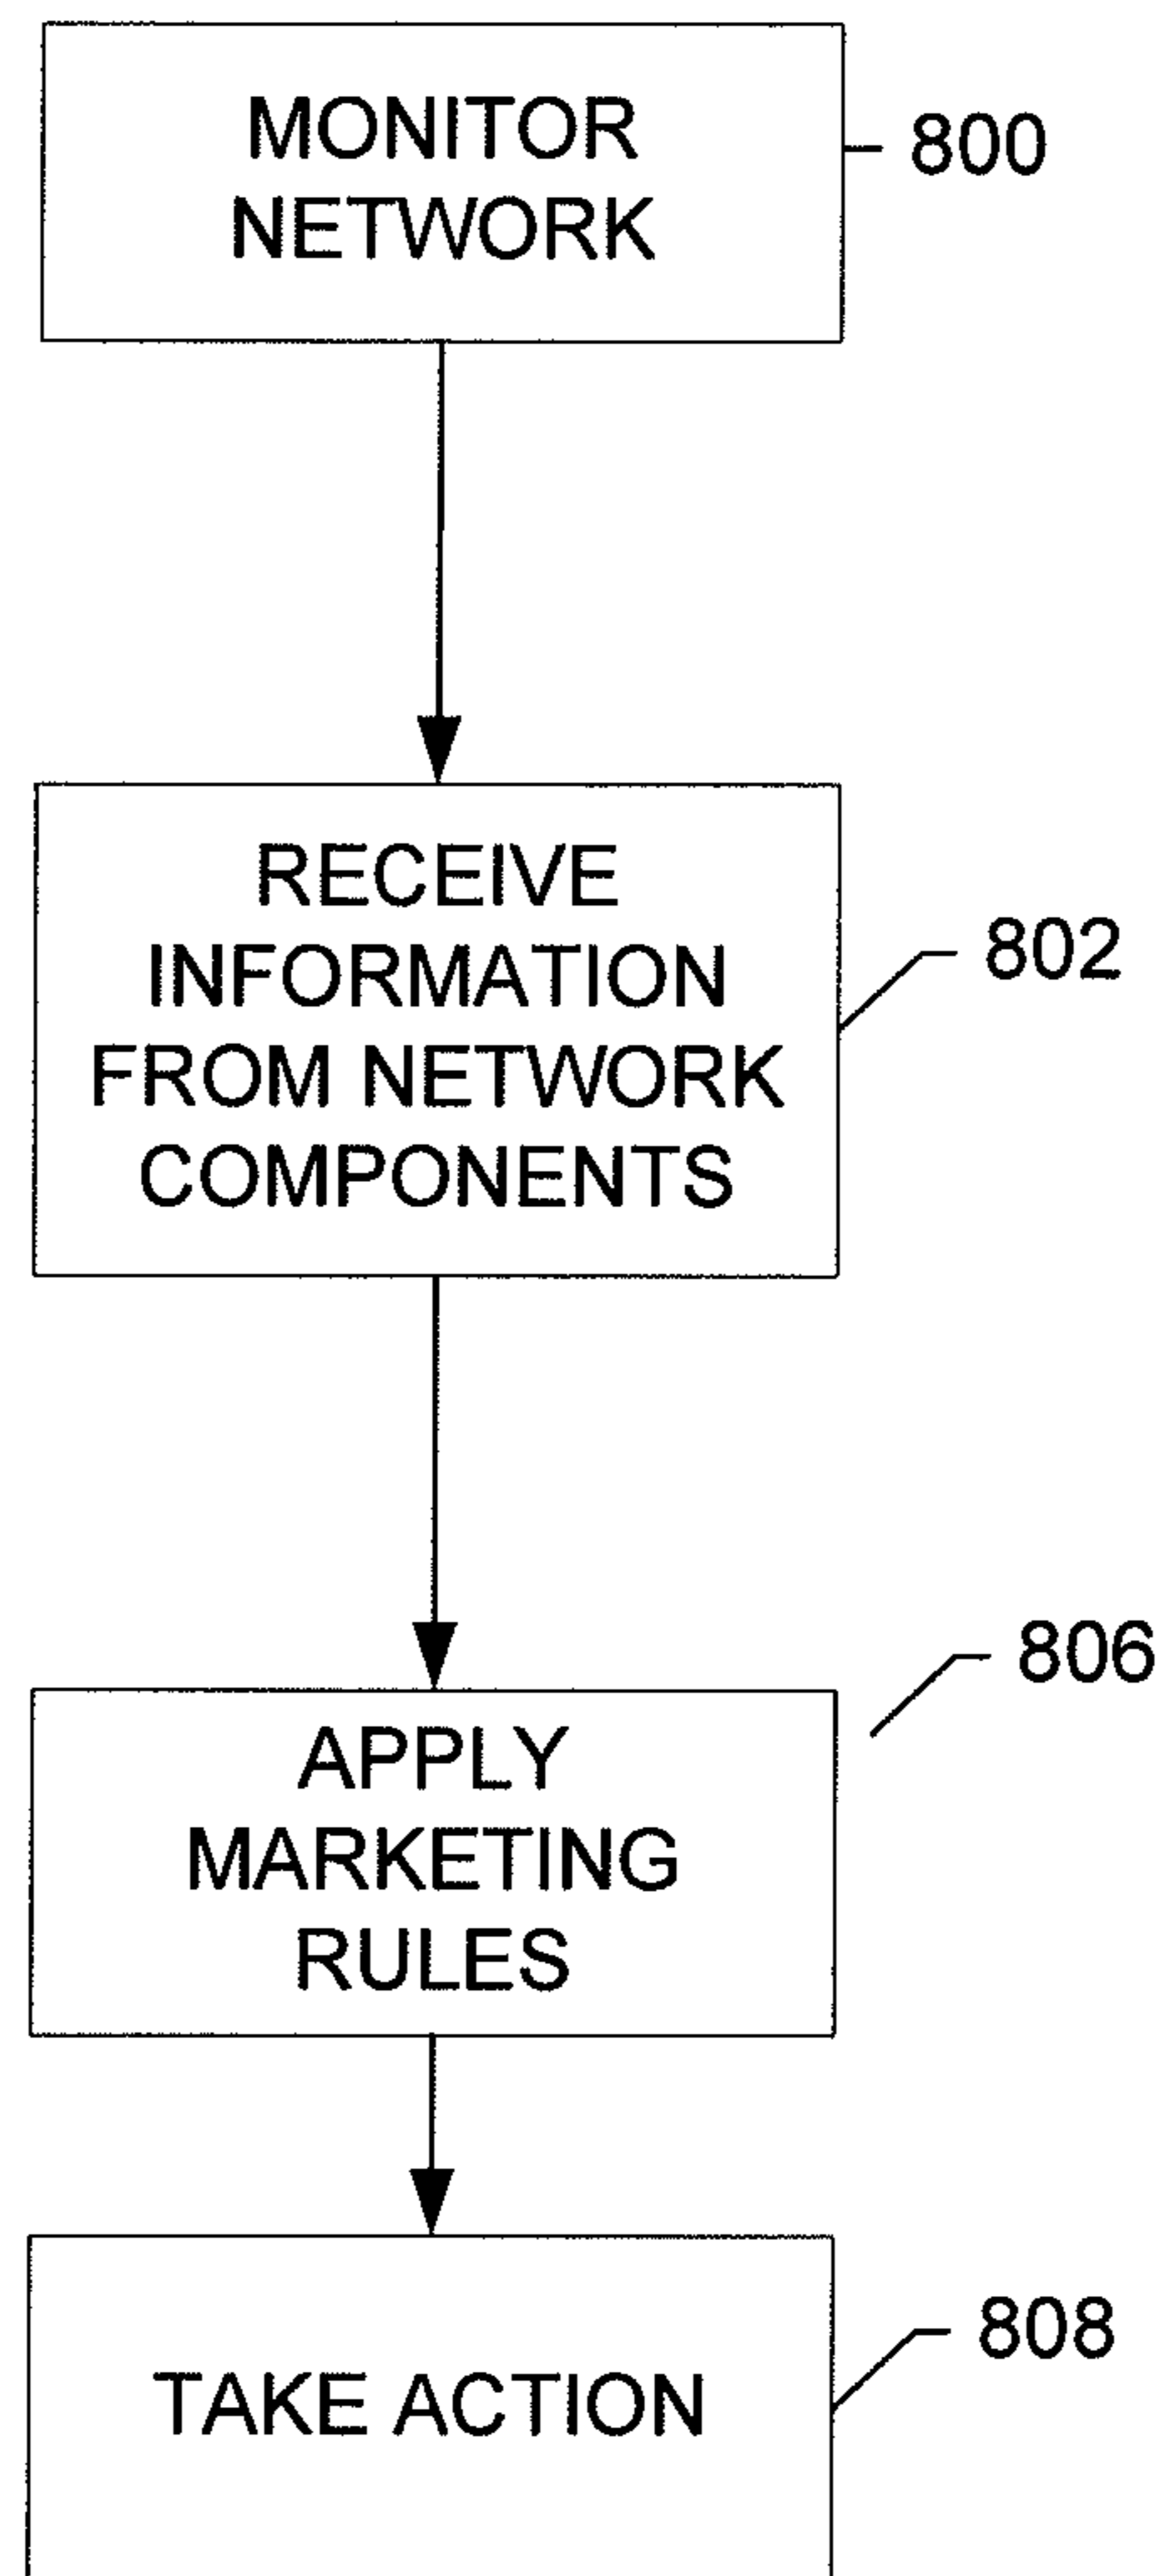 MONITOR
NETWORK
800
RECEIVE
INFORMATION
FROM NETWORK
COMPONENTS
802
806
APPLY
MARKETING
RULES
808
TAKE ACTION